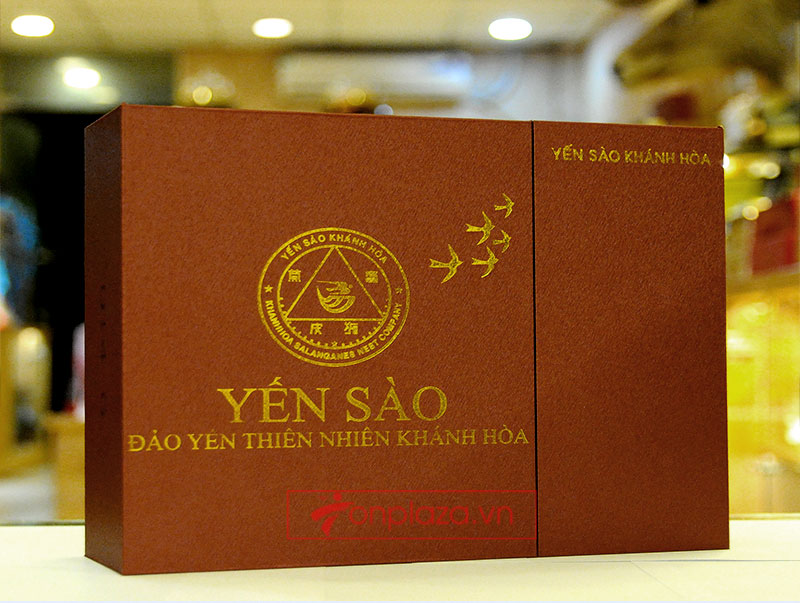 YẾN SÀO KHÁNH HÒA
YẾN SÀO KHÁNH HÒA
KHANHHOA SALANGANES NEST COMPANY
YẾN SÀO
ĐẢO YẾN THIÊN NHIÊN KHÁNH HÒA
onplaza.vn